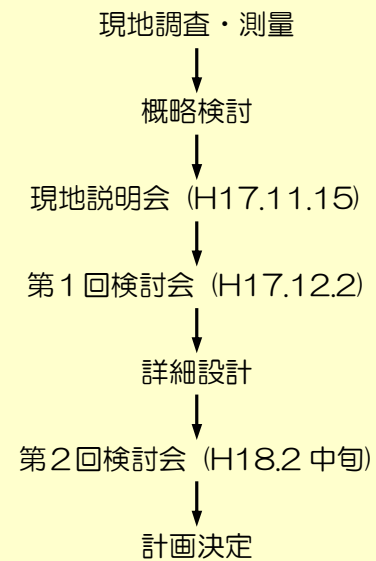 現地調査・測量
概略検討
現地説明会（H17.11.15）
第１回検討会（H17.12.2）
詳細設計
第２回検討会（H18.2 中旬）
計画決定